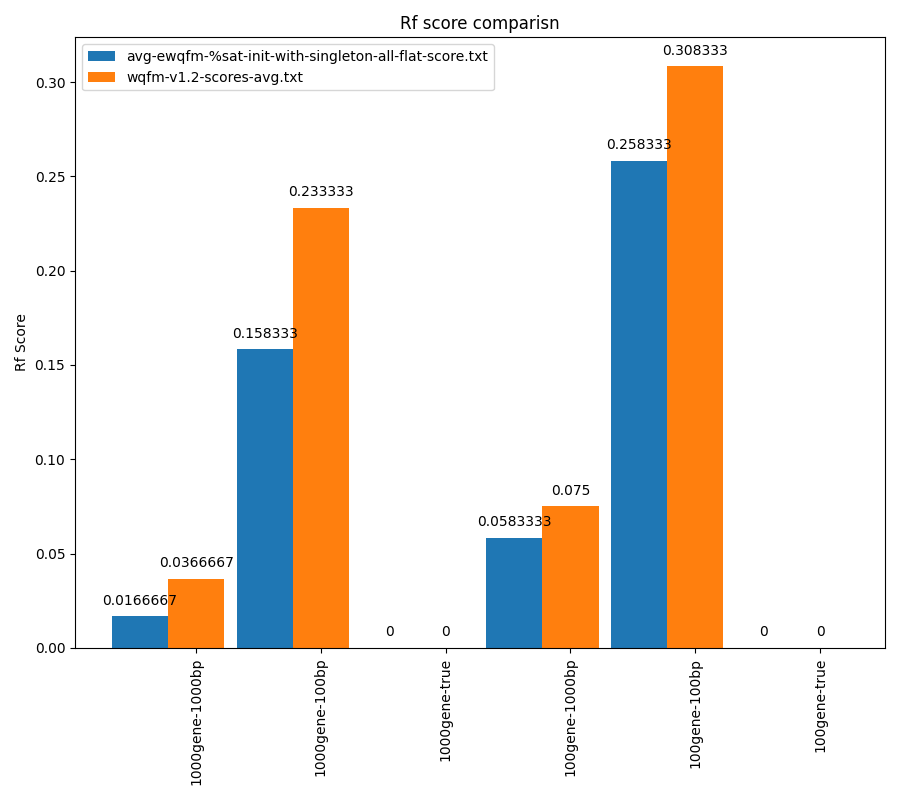 Rf score comparisn
avg-ewqfm-%sat-init-with-singleton-all-flat-score.txt
wqfm-v1.2-scores-avg.txt
Rf Score
0.30
0.25
0.20
0.15
0.10
0.05
0.00
0.0166667
0.0366667
0.158333
0.233333
0
0
0.0583333
0.075
0.258333
0.308333
0
0
1000gene-1000bp
1000gene-100bp
1000gene-true
100gene-1000bp
100gene-100bp
100gene-true